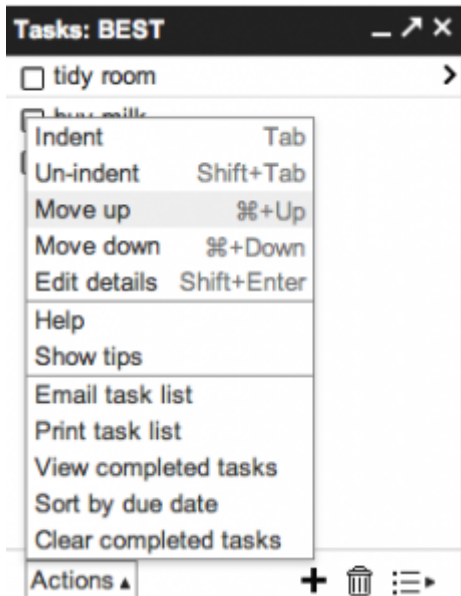 Tasks: BEST
tidy room
buy milk
Indent Tab
Un-indent Shift+Tab
Move up ⌘+Up
Move down ⌘+Down
Edit details Shift+Enter
Help
Show tips
Email task list
Print task list
View completed tasks
Sort by due date
Clear completed tasks
Actions ▴